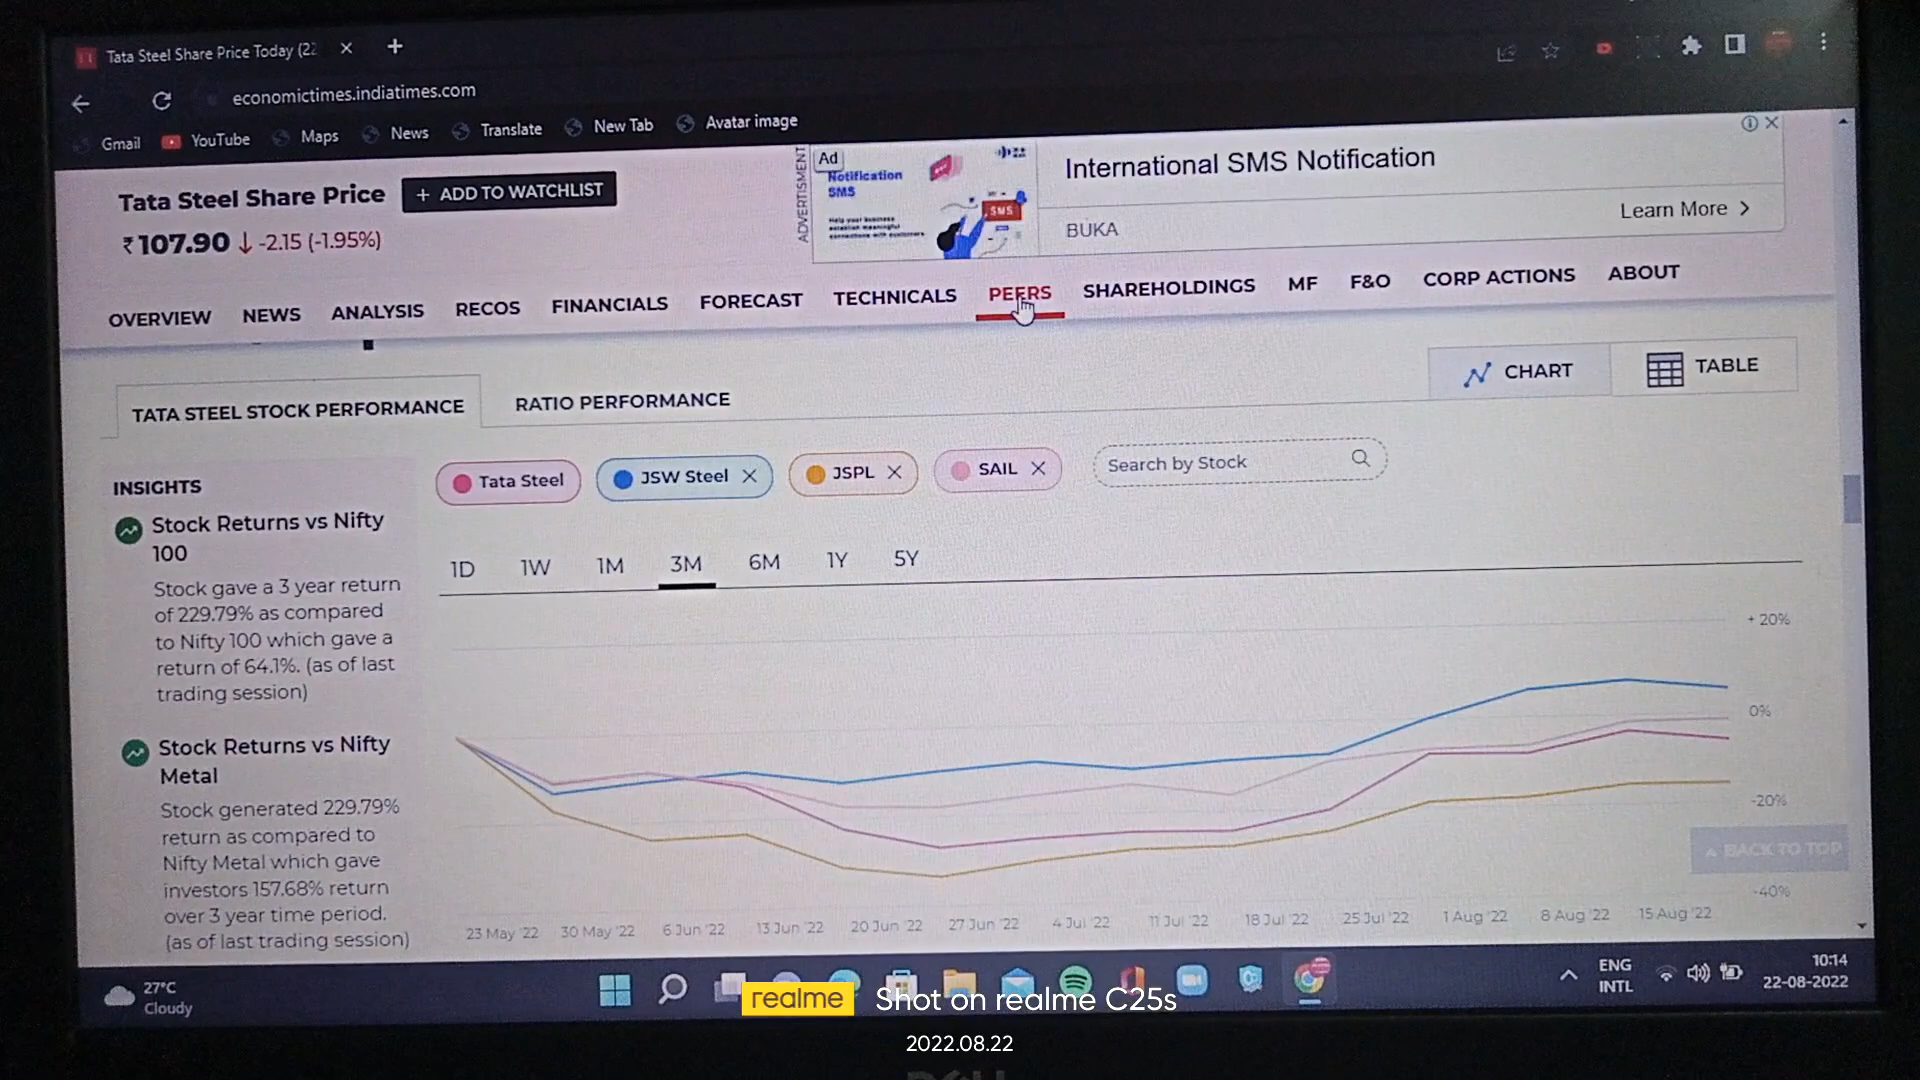 Tata Steel Share Price Today (22
economictimes.indiatimes.com
Gmail YouTube Maps News Translate New Tab Avatar image
Tata Steel Share Price + ADD TO WATCHLIST
₹107.90 ↓ -2.15 (-1.95%)
ADVERTISMENT
Ad
Notification
SMS
SMS
International SMS Notification
BUKA
Learn More >
OVERVIEW NEWS ANALYSIS RECOS FINANCIALS FORECAST TECHNICALS PEERS SHAREHOLDINGS MF F&O CORP ACTIONS ABOUT
TATA STEEL STOCK PERFORMANCE RATIO PERFORMANCE CHART TABLE
INSIGHTS
Stock Returns vs Nifty
100
Stock gave a 3 year return
of 229.79% as compared
to Nifty 100 which gave a
return of 64.1%. (as of last
trading session)
Stock Returns vs Nifty
Metal
Stock generated 229.79%
return as compared to
Nifty Metal which gave
investors 157.68% return
over 3 year time period.
(as of last trading session)
Tata Steel JSW Steel JSPL SAIL Search by Stock
1D 1W 1M 3M 6M 1Y 5Y
+20%
0%
-20%
BACK TO TOP
-40%
23 May '22 30 May '22 6 Jun '22 13 Jun '22 20 Jun '22 27 Jun '22 4 Jul '22 11 Jul '22 18 Jul '22 25 Jul '22 1 Aug '22 8 Aug '22 15 Aug '22
27°C
Cloudy
ENG
INTL
10:14
22-08-2022
realme Shot on realme C25s
2022.08.22